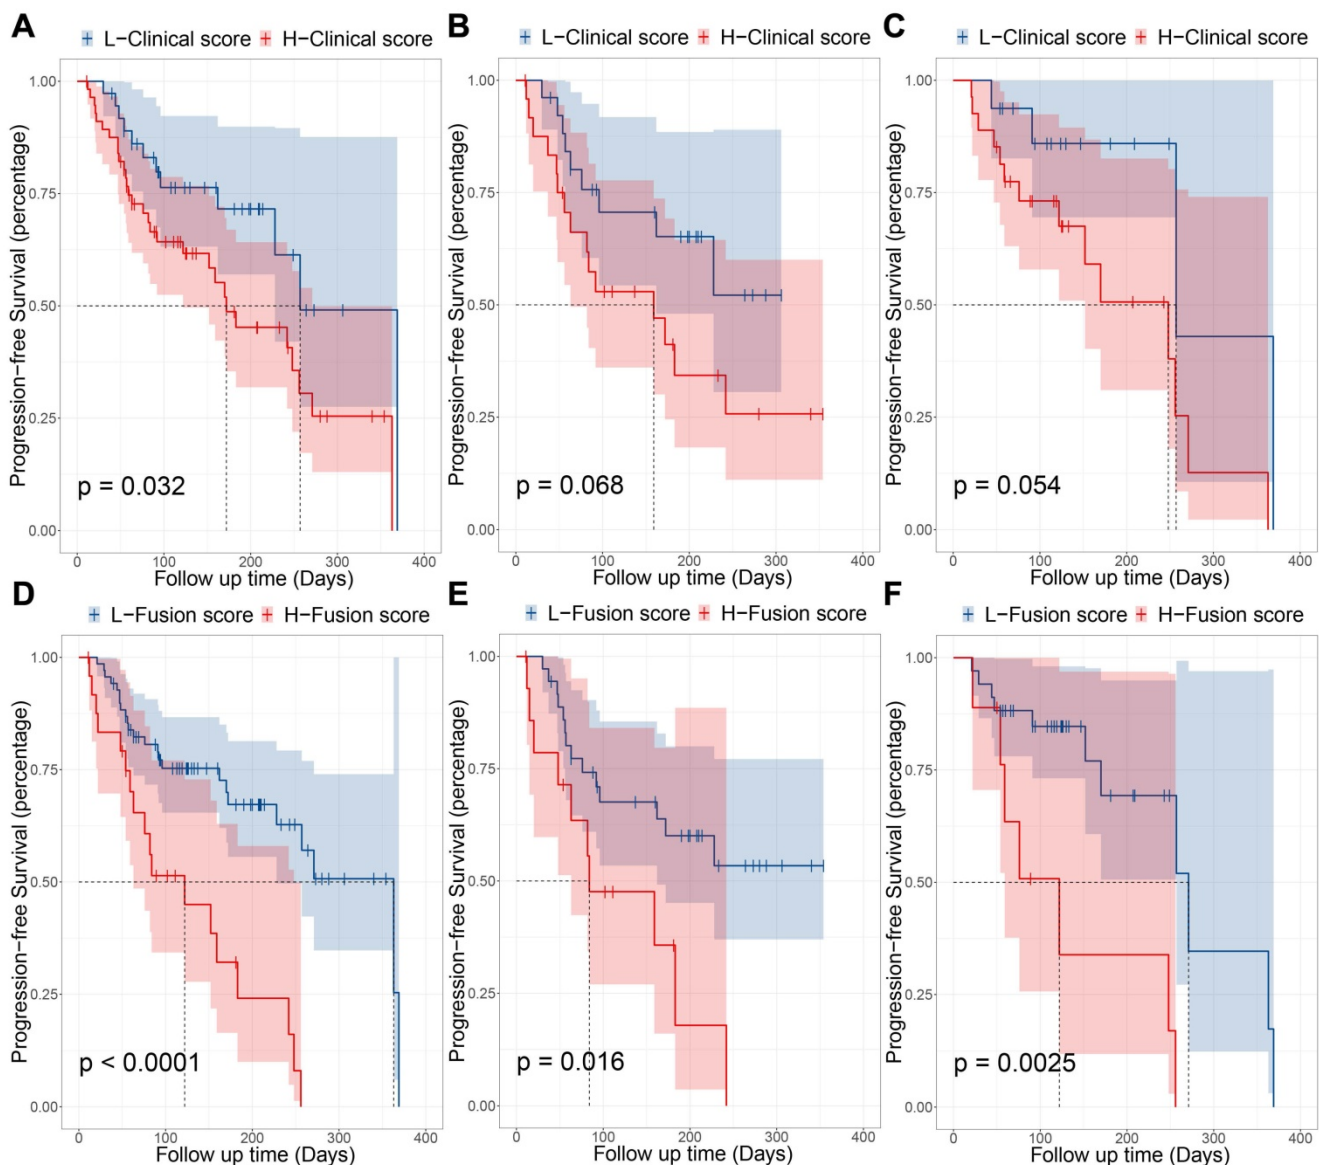 A
L−Clinical score H−Clinical score
Progression−free Survival (percentage)
1.00
0.75
0.50
0.25
0.00
p = 0.032
0 100 200 300 400
Follow up time (Days)
B
L−Clinical score H−Clinical score
Progression−free Survival (percentage)
1.00
0.75
0.50
0.25
0.00
p = 0.068
0 100 200 300 400
Follow up time (Days)
C
L−Clinical score H−Clinical score
Progression−free Survival (percentage)
1.00
0.75
0.50
0.25
0.00
p = 0.054
0 100 200 300 400
Follow up time (Days)
D
L−Fusion score H−Fusion score
Progression−free Survival (percentage)
1.00
0.75
0.50
0.25
0.00
p < 0.0001
0 100 200 300 400
Follow up time (Days)
E
L−Fusion score H−Fusion score
Progression−free Survival (percentage)
1.00
0.75
0.50
0.25
0.00
p = 0.016
0 100 200 300 400
Follow up time (Days)
F
L−Fusion score H−Fusion score
Progression−free Survival (percentage)
1.00
0.75
0.50
0.25
0.00
p = 0.0025
0 100 200 300 400
Follow up time (Days)